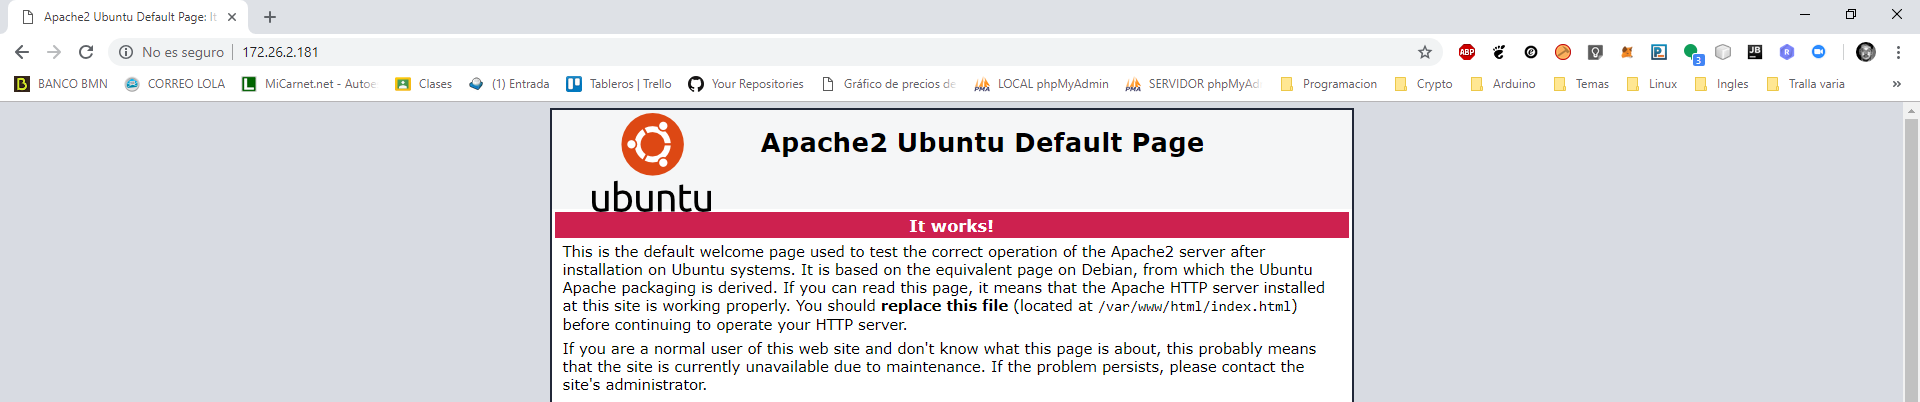 Apache2 Ubuntu Default Page: It
No es seguro | 172.26.2.181
ABP
3
JB
R
BANCO BMN
CORREO LOLA
MiCarnet.net - Autoe
Clases
(1) Entrada
Tableros | Trello
Your Repositories
Gráfico de precios de
LOCAL phpMyAdmin
SERVIDOR phpMyAd
Programacion
Crypto
Arduino
Temas
Linux
Ingles
Tralla varia
ubuntu
Apache2 Ubuntu Default Page
It works!
This is the default welcome page used to test the correct operation of the Apache2 server after
installation on Ubuntu systems. It is based on the equivalent page on Debian, from which the Ubuntu
Apache packaging is derived. If you can read this page, it means that the Apache HTTP server installed
at this site is working properly. You should replace this file (located at /var/www/html/index.html)
before continuing to operate your HTTP server.
If you are a normal user of this web site and don't know what this page is about, this probably means
that the site is currently unavailable due to maintenance. If the problem persists, please contact the
site's administrator.